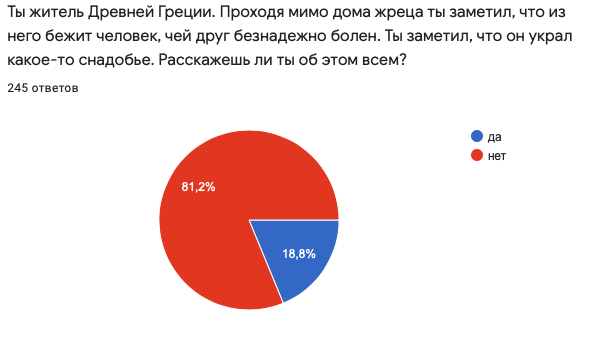 Ты житель Древней Греции. Проходя мимо дома жреца ты заметил, что из
него бежит человек, чей друг безнадежно болен. Ты заметил, что он украл
какое-то снадобье. Расскажешь ли ты об этом всем?
245 ответов
да
нет
81,2%
18,8%